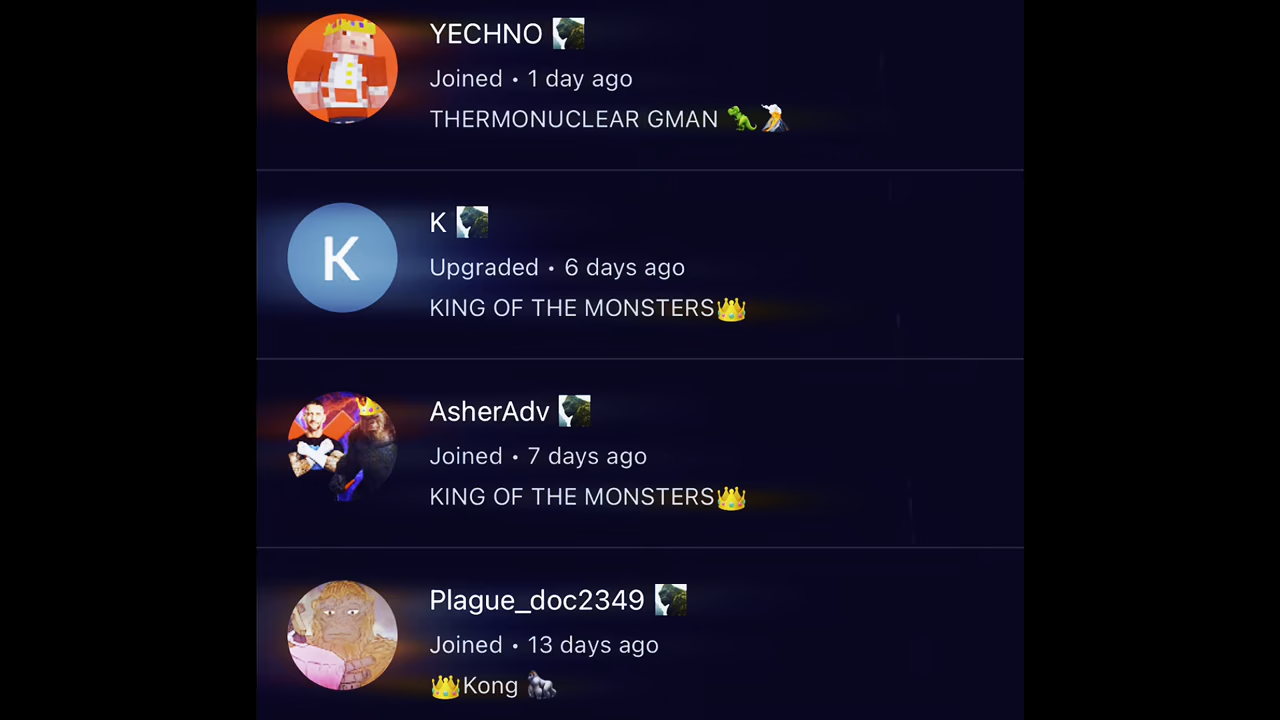 YECHNO
Joined • 1 day ago
THERMONUCLEAR GMAN 🦖🌋
K
K
Upgraded • 6 days ago
KING OF THE MONSTERS👑
AsherAdv
Joined • 7 days ago
KING OF THE MONSTERS👑
Plague_doc2349
Joined • 13 days ago
👑Kong 🦍